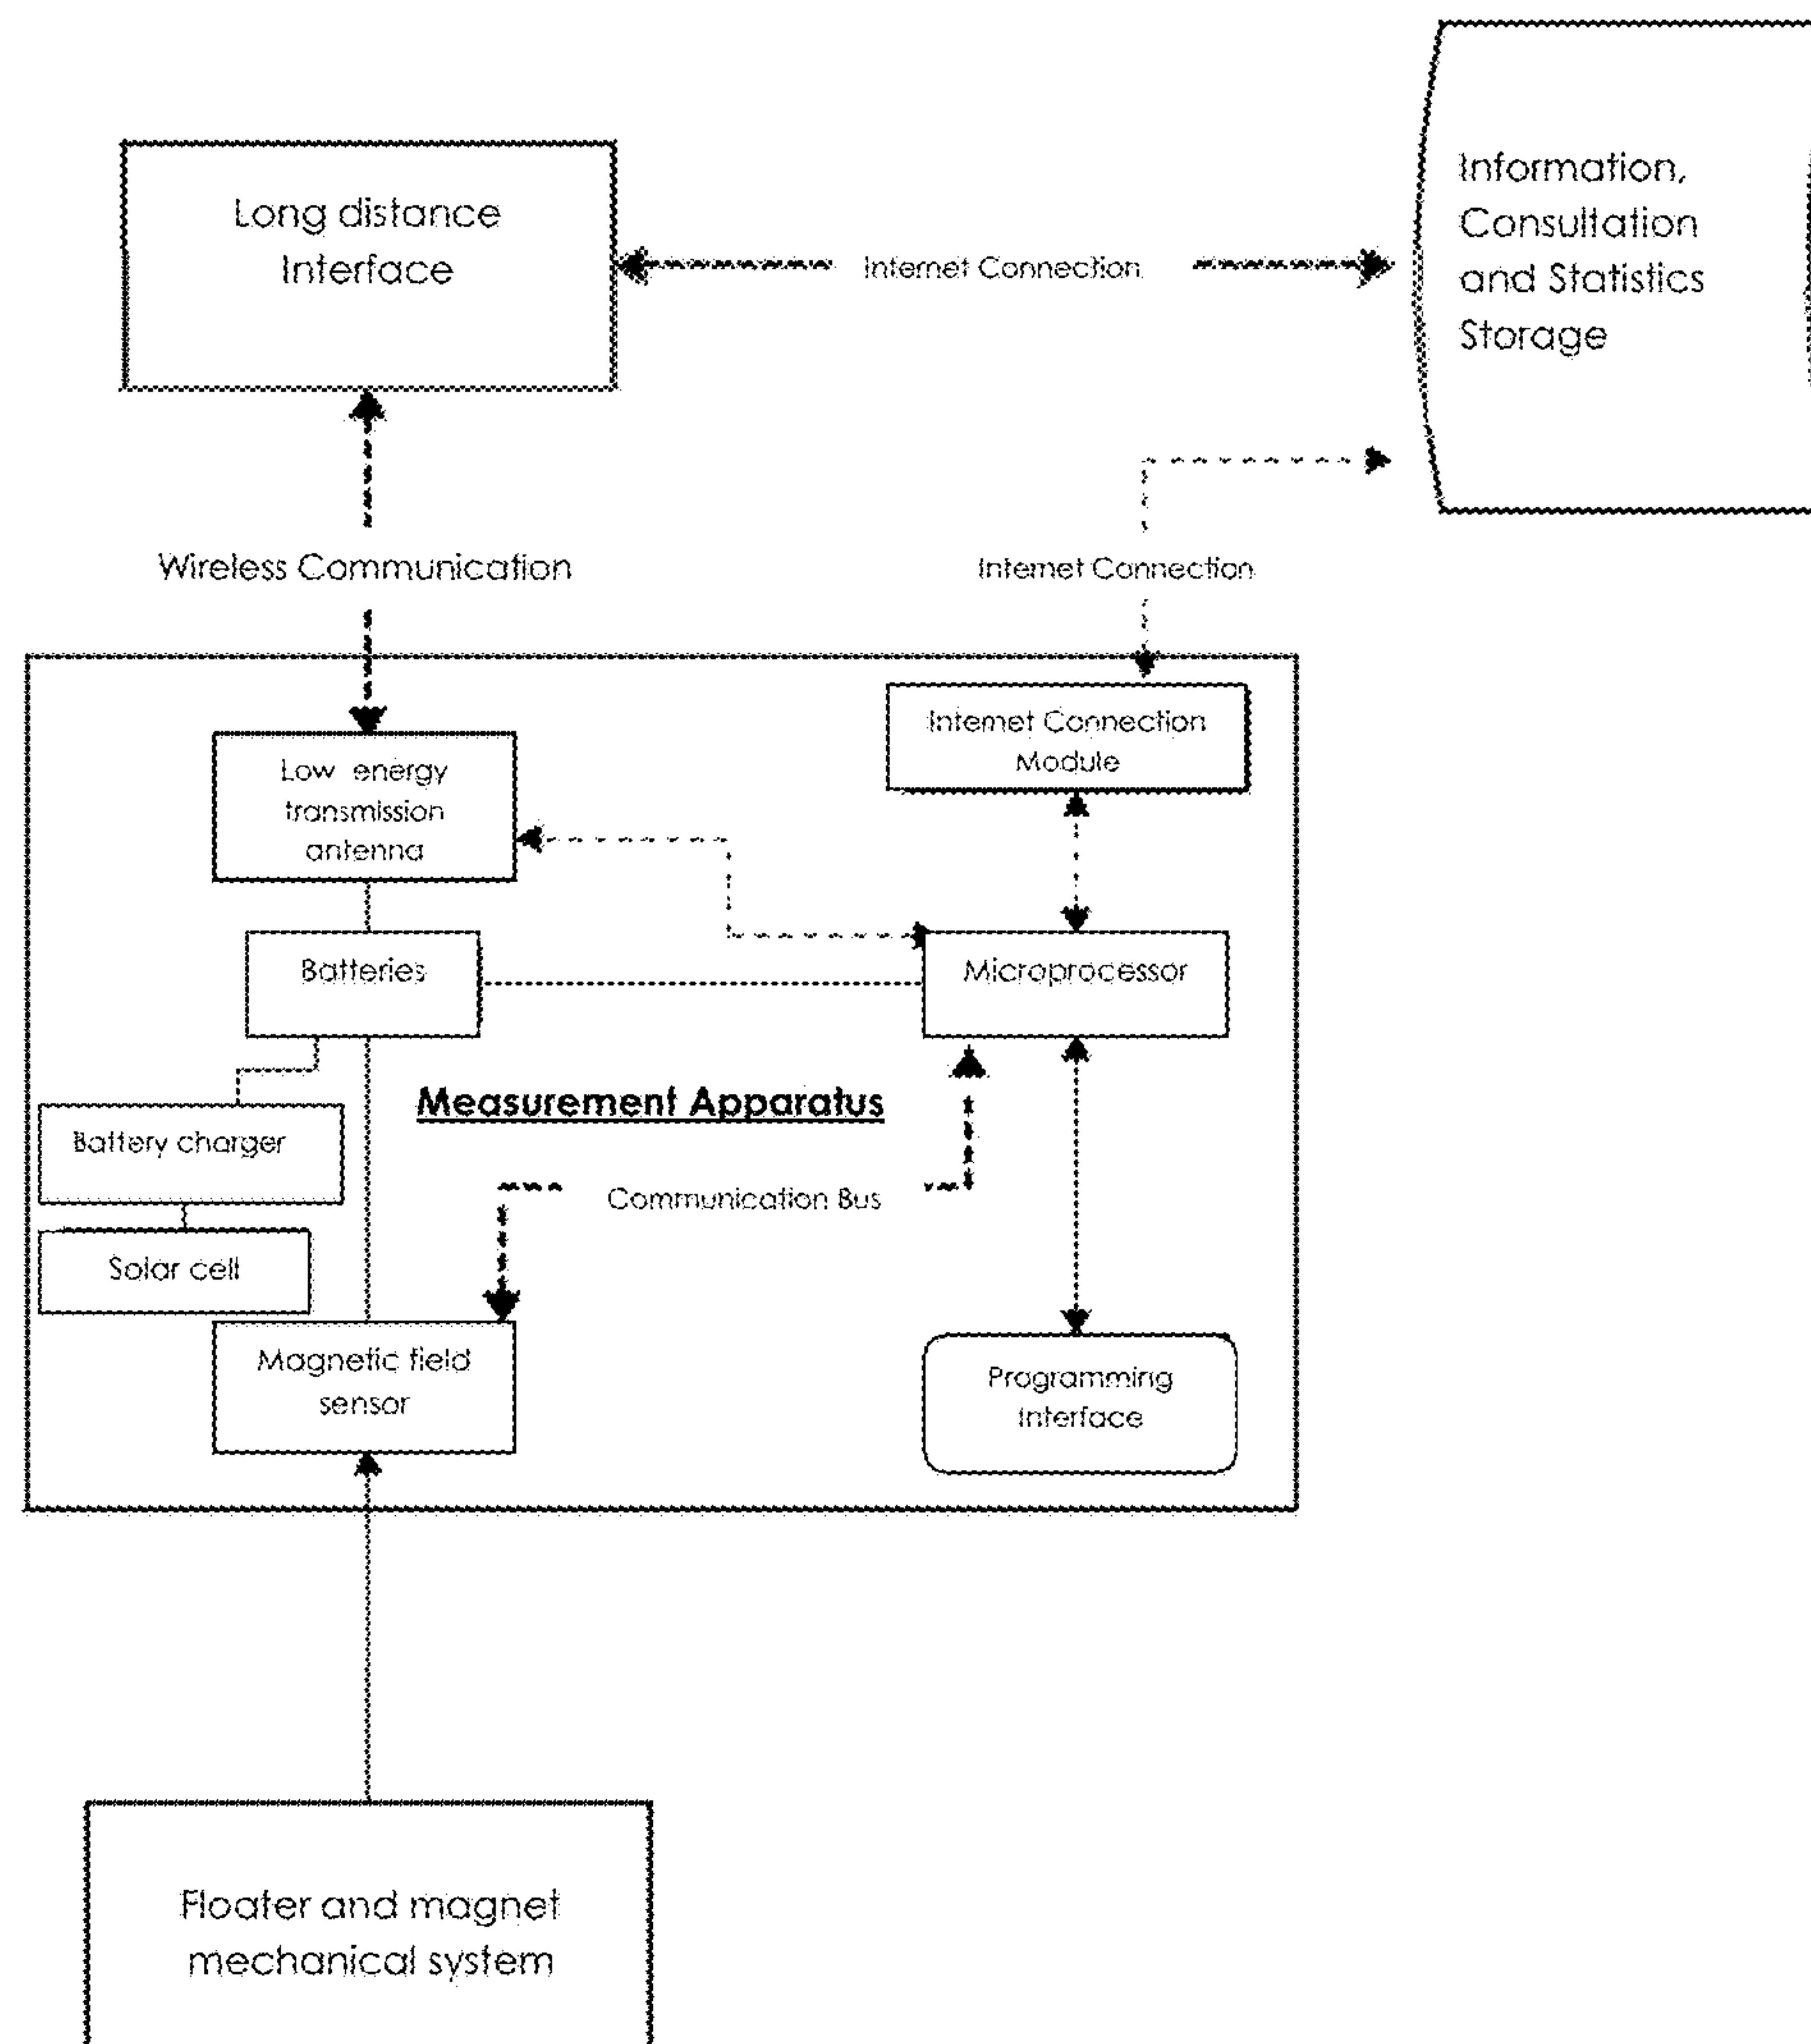 Long distance
Interface
Internet Connection
Information,
Consultation
and Statistics
Storage
Wireless Communication
Internet Connection
Low energy
transmission
antenna
Internet Connection
Module
Batteries
Microprocessor
Measurement Apparatus
Battery charger
Communication Bus
Solar cell
Magnetic field
sensor
Programming
Interface
Floater and magnet
mechanical system